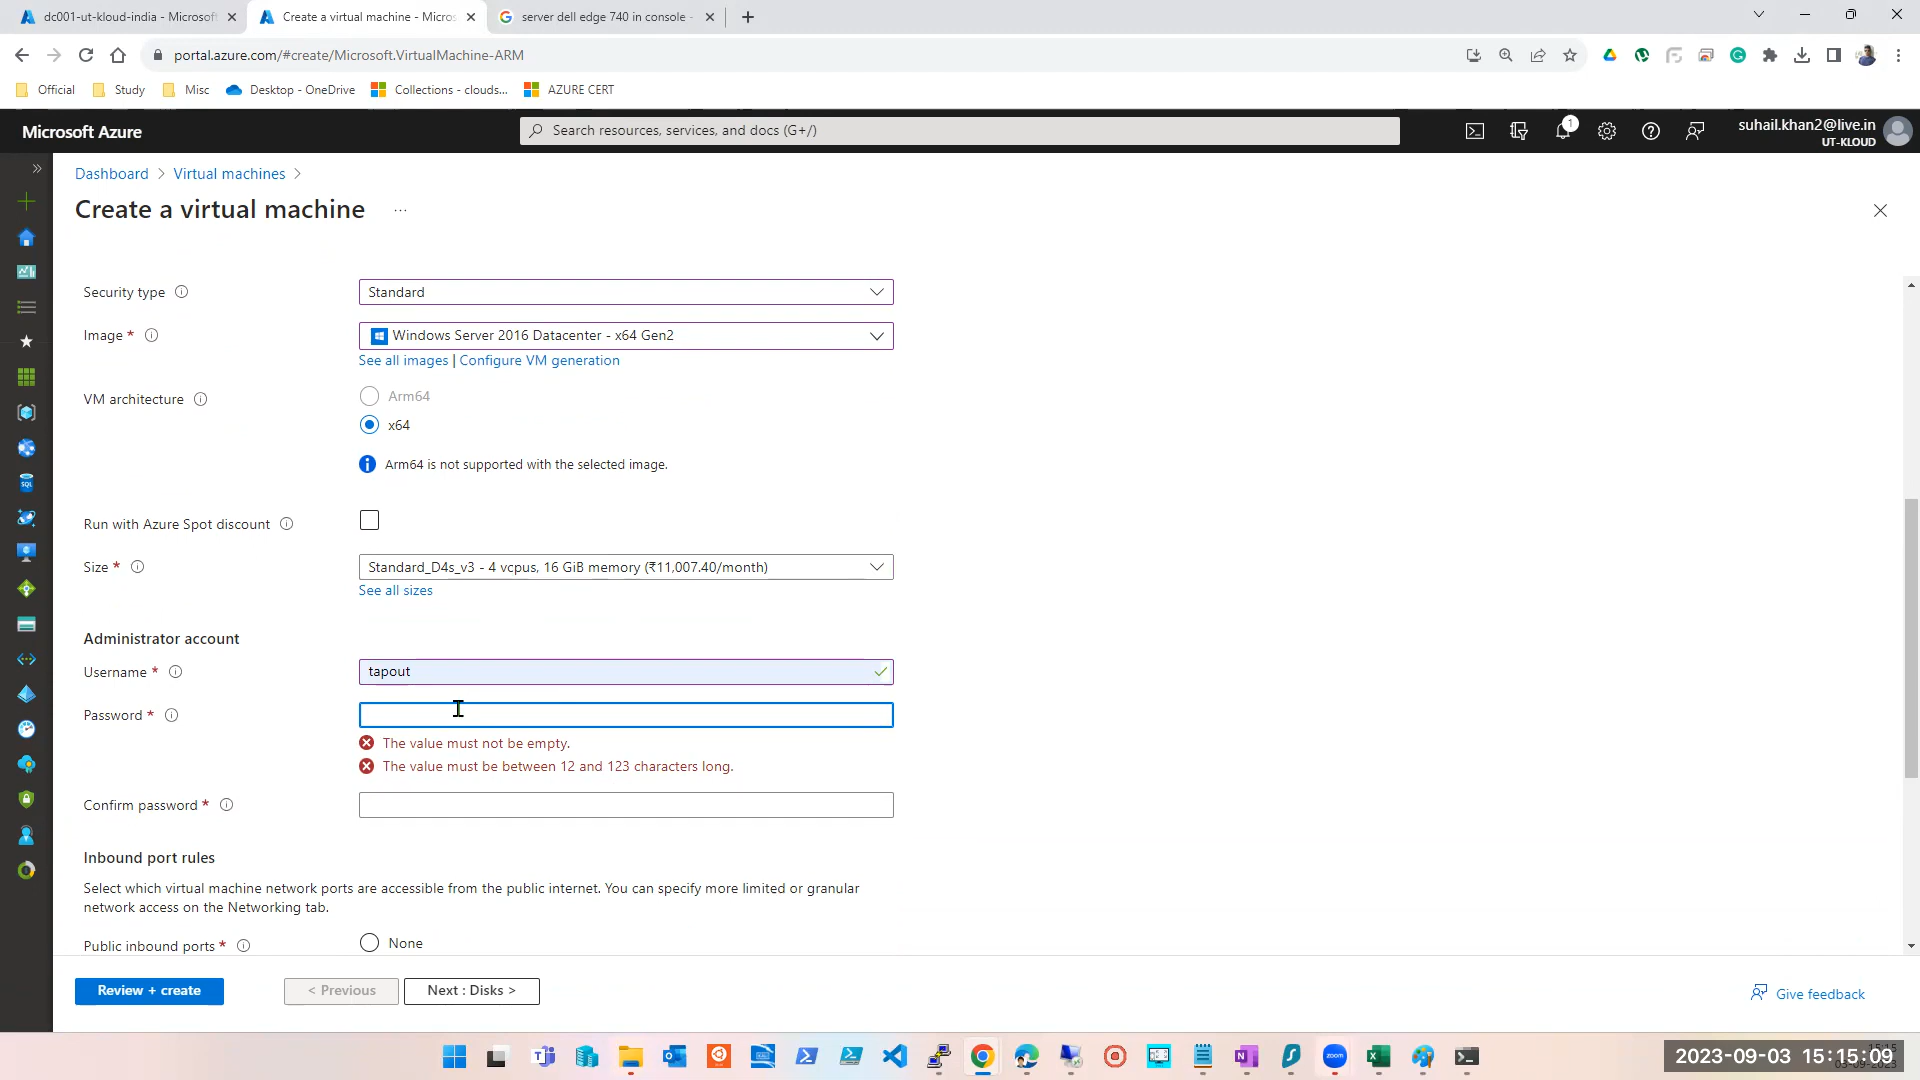 dc001-ut-kloud-india - Microsoft
Create a virtual machine - Micros
server dell edge 740 in console -
portal.azure.com/#create/Microsoft.VirtualMachine-ARM
Official
Study
Misc
Desktop - OneDrive
Collections - clouds...
AZURE CERT
Microsoft Azure
Search resources, services, and docs (G+/)
1
suhail.khan2@live.in
UT-KLOUD
Dashboard > Virtual machines >
Create a virtual machine ...
Security type
Standard
Image *
Windows Server 2016 Datacenter - x64 Gen2
See all images | Configure VM generation
VM architecture
Arm64
x64
Arm64 is not supported with the selected image.
Run with Azure Spot discount
Size *
Standard_D4s_v3 - 4 vcpus, 16 GiB memory (₹11,007.40/month)
See all sizes
Administrator account
Username *
tapout
Password *
The value must not be empty.
The value must be between 12 and 123 characters long.
Confirm password *
Inbound port rules
Select which virtual machine network ports are accessible from the public internet. You can specify more limited or granular
network access on the Networking tab.
Public inbound ports *
None
Review + create
< Previous
Next : Disks >
Give feedback
zoom
2023-09-03 15:15:09